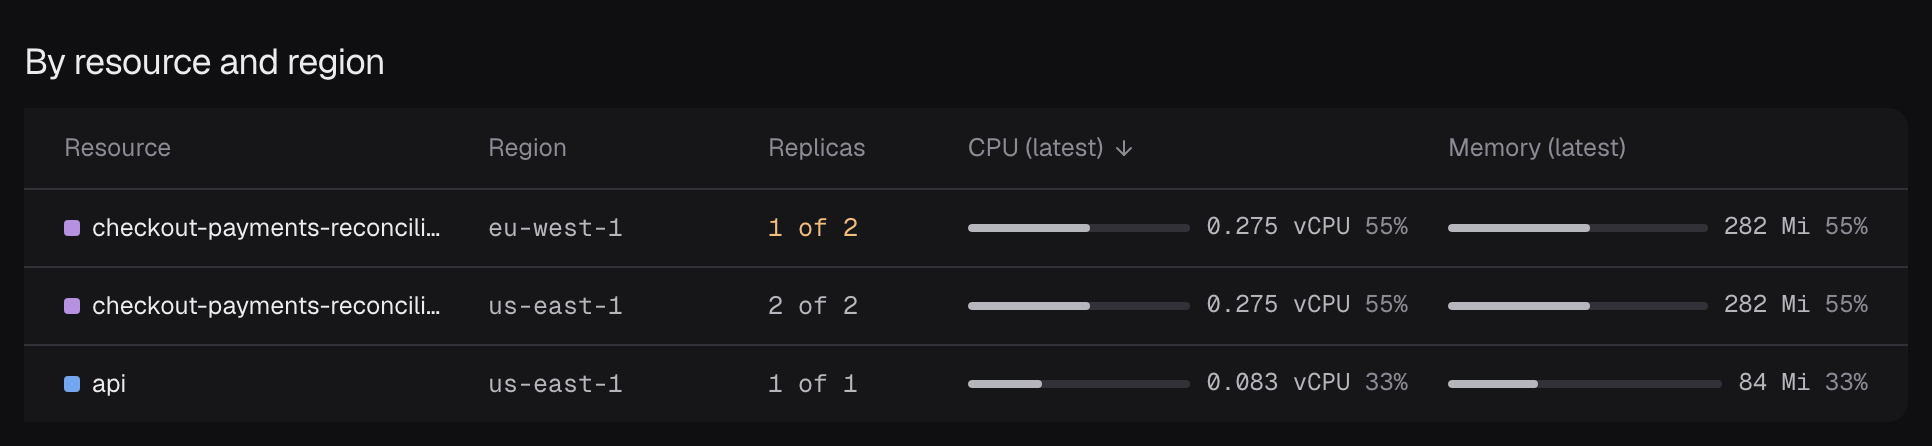 By resource and region
Resource Region Replicas CPU (latest) ↓ Memory (latest)
checkout-payments-reconcili... eu-west-1 1 of 2 0.275 vCPU 55% 282 Mi 55%
checkout-payments-reconcili... us-east-1 2 of 2 0.275 vCPU 55% 282 Mi 55%
api us-east-1 1 of 1 0.083 vCPU 33% 84 Mi 33%